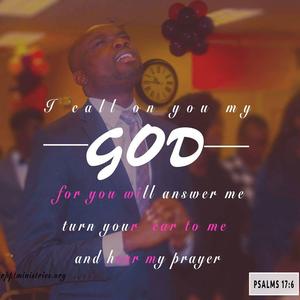 I call on you my
GOD
for you will answer me
turn your ear to me
and hear my prayer
PSALMS 17:6